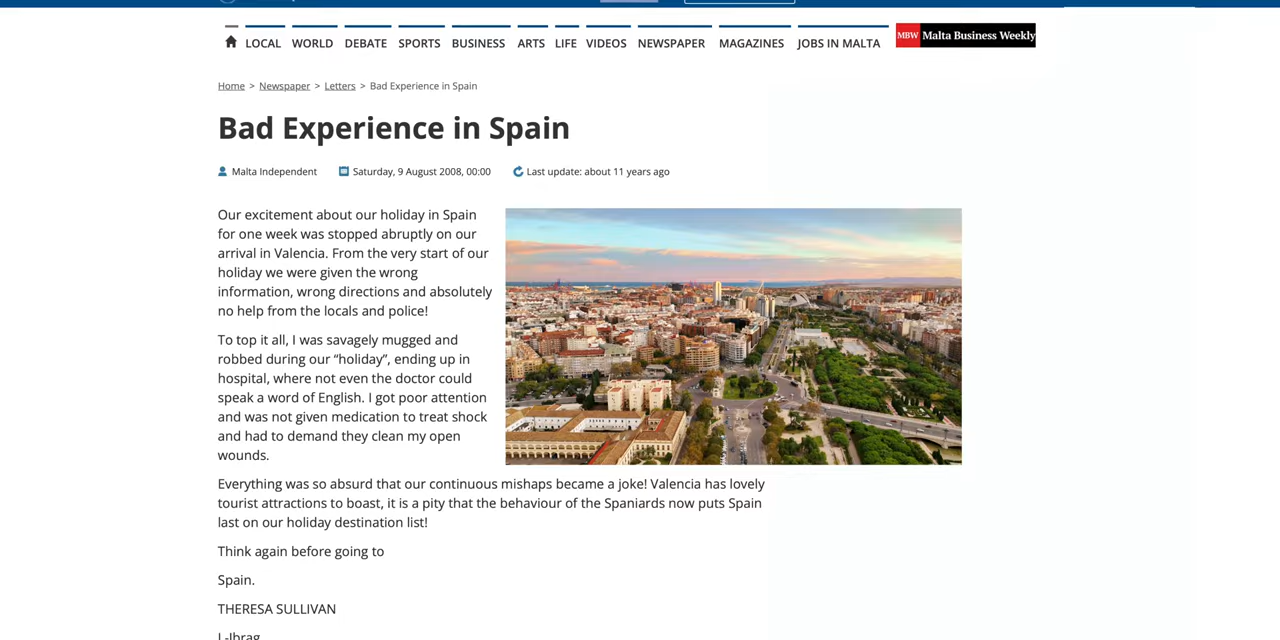 LOCAL WORLD DEBATE SPORTS BUSINESS ARTS LIFE VIDEOS NEWSPAPER MAGAZINES JOBS IN MALTA MBW Malta Business Weekly
Home > Newspaper > Letters > Bad Experience in Spain
Bad Experience in Spain
Malta Independent Saturday, 9 August 2008, 00:00 Last update: about 11 years ago
Our excitement about our holiday in Spain
for one week was stopped abruptly on our
arrival in Valencia. From the very start of our
holiday we were given the wrong
information, wrong directions and absolutely
no help from the locals and police!
To top it all, I was savagely mugged and
robbed during our “holiday”, ending up in
hospital, where not even the doctor could
speak a word of English. I got poor attention
and was not given medication to treat shock
and had to demand they clean my open
wounds.
Everything was so absurd that our continuous mishaps became a joke! Valencia has lovely
tourist attractions to boast, it is a pity that the behaviour of the Spaniards now puts Spain
last on our holiday destination list!
Think again before going to
Spain.
THERESA SULLIVAN